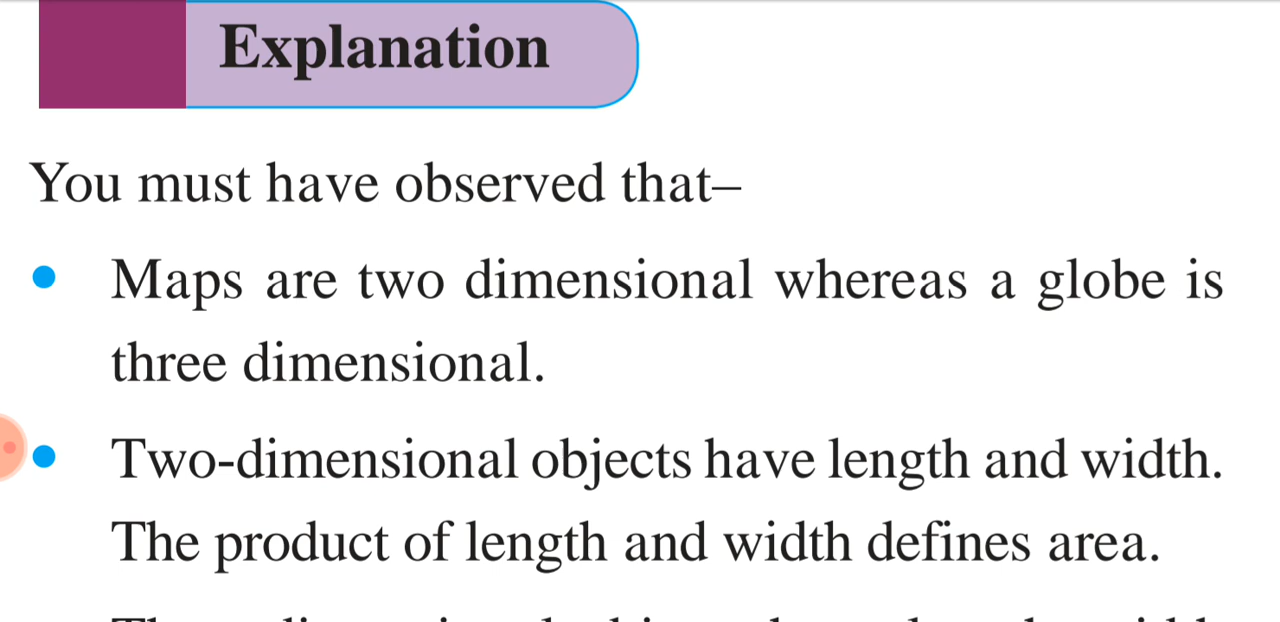 Explanation
You must have observed that–
• Maps are two dimensional whereas a globe is
three dimensional.
• Two-dimensional objects have length and width.
The product of length and width defines area.